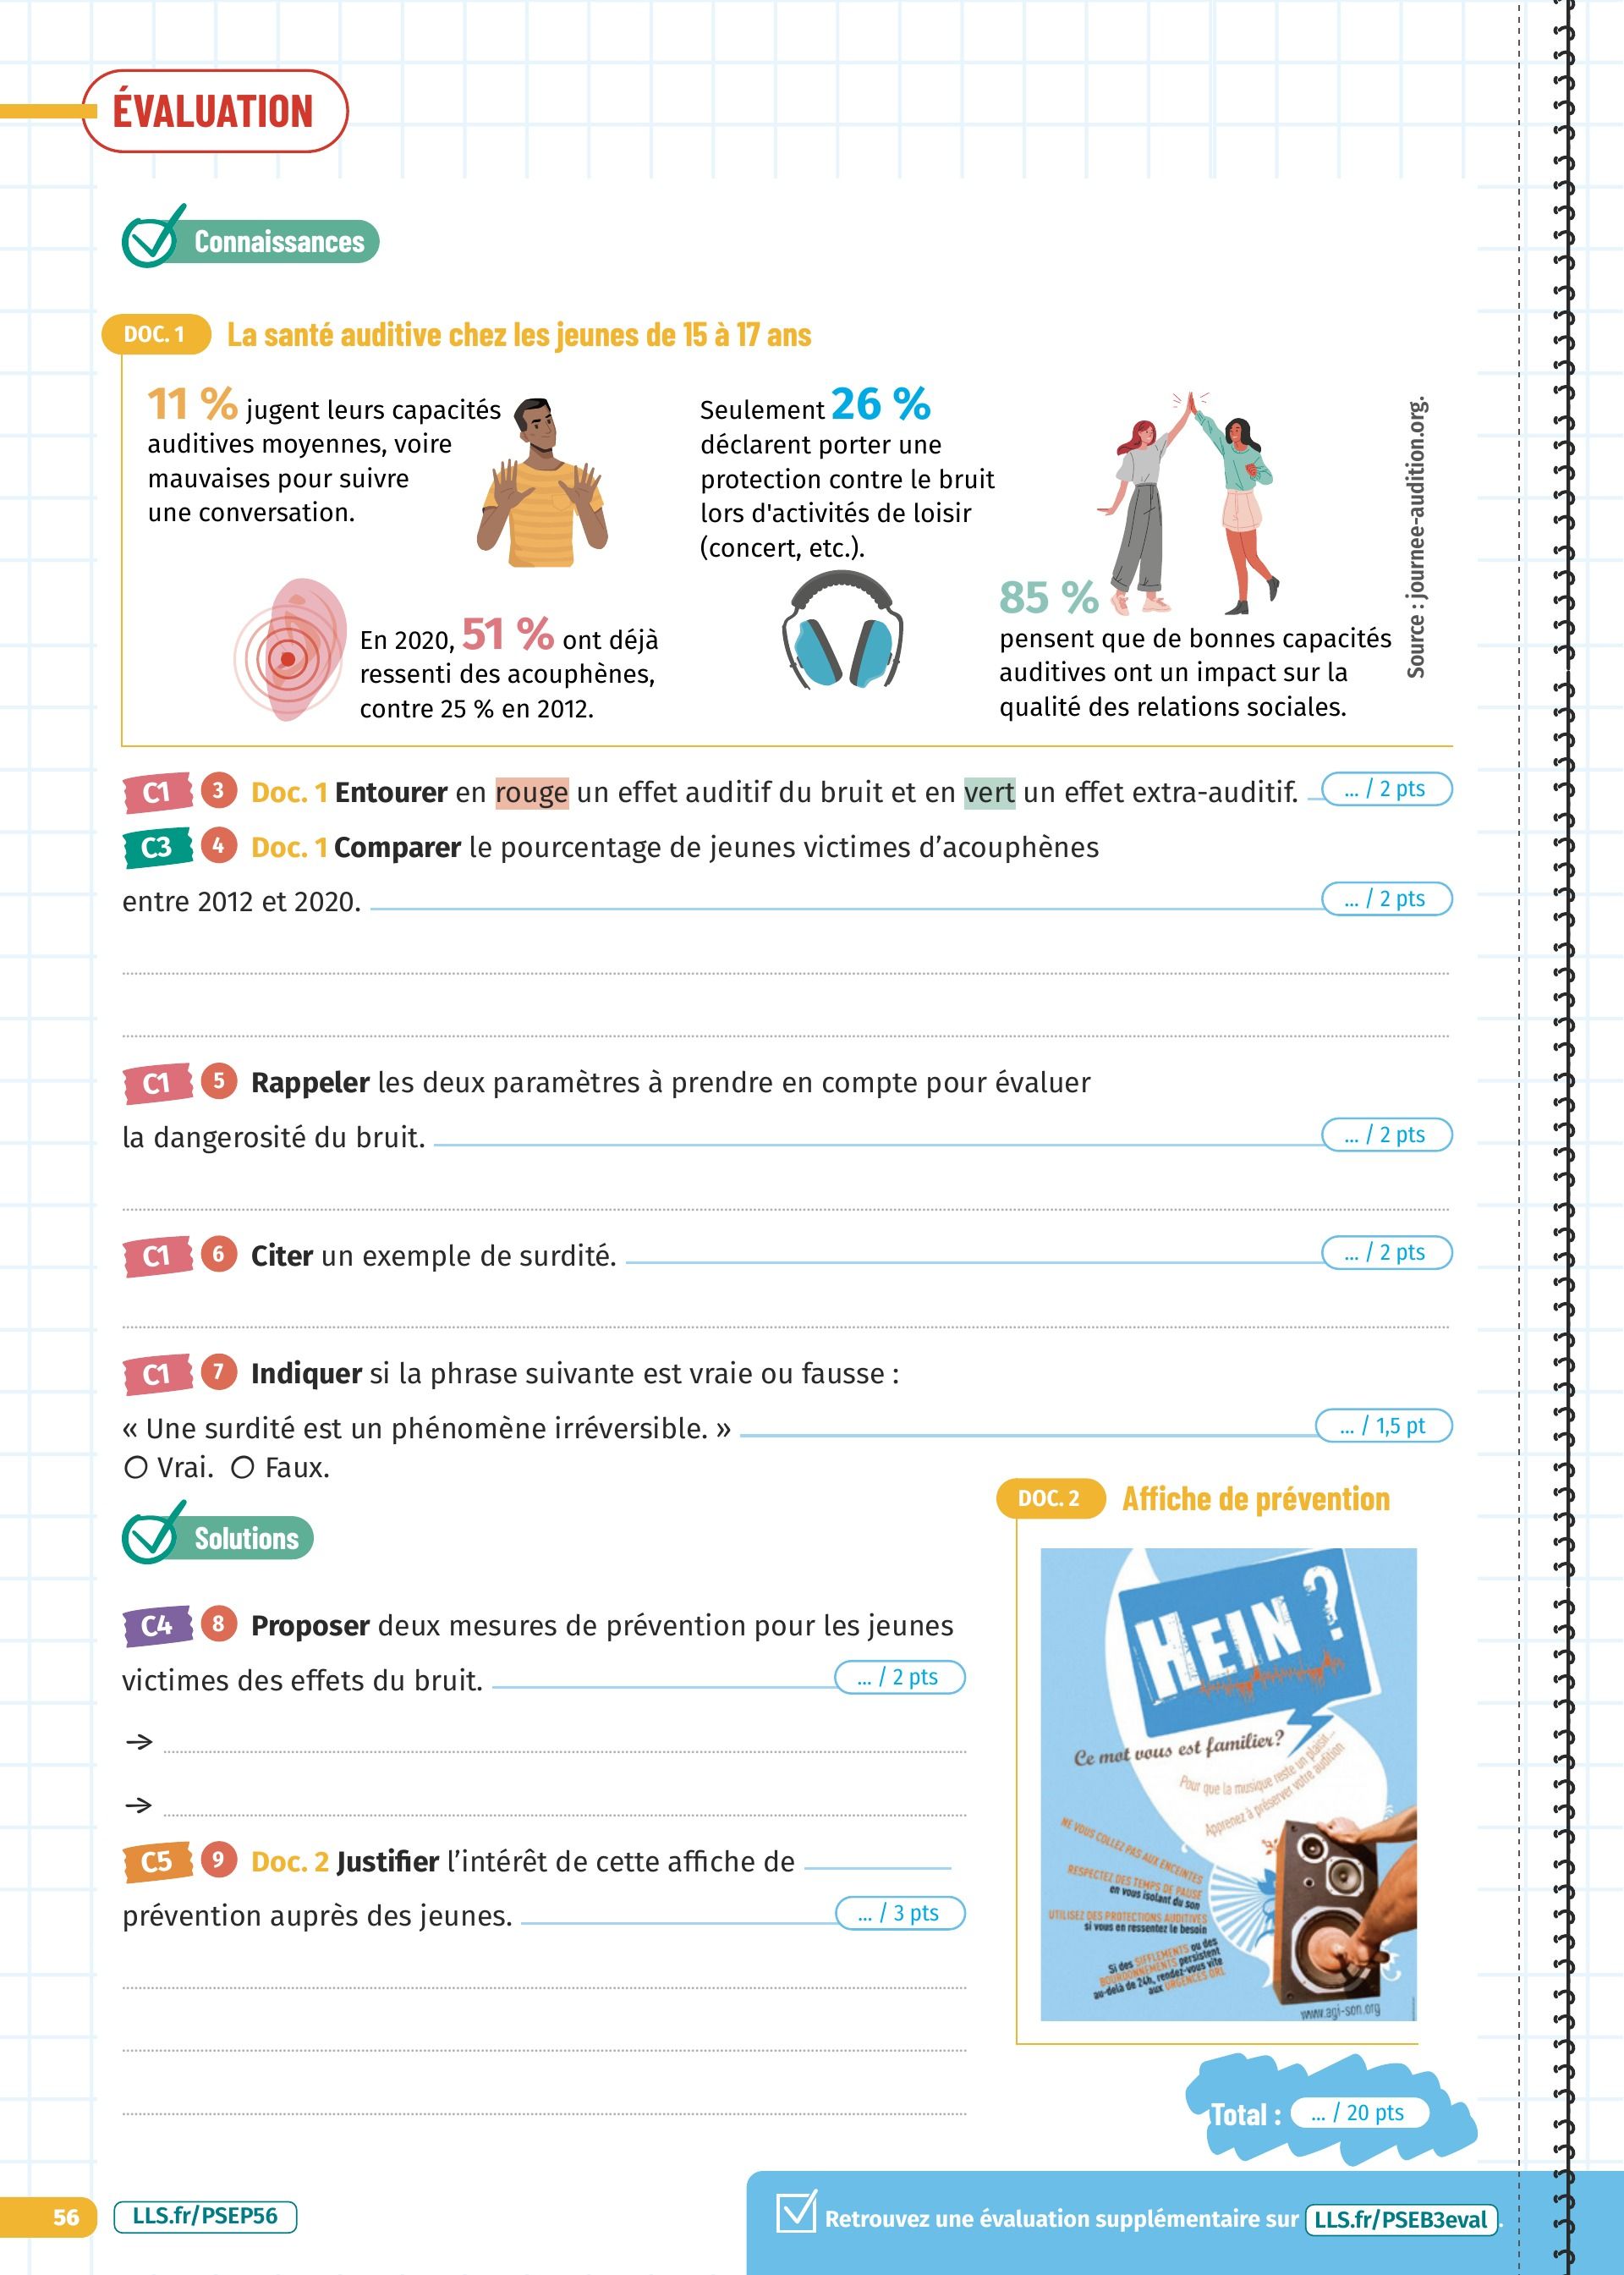 ÉVALUATION
Connaissances
DOC. 1 La santé auditive chez les jeunes de 15 à 17 ans
11 % jugent leurs capacités
auditives moyennes, voire
mauvaises pour suivre
une conversation.
Seulement 26 %
déclarent porter une
protection contre le bruit
lors d'activités de loisir
(concert, etc.).
En 2020, 51 % ont déjà
ressenti des acouphènes,
contre 25 % en 2012.
85 %
pensent que de bonnes capacités
auditives ont un impact sur la
qualité des relations sociales.
Source : journee-audition.org.
C1 3 Doc. 1 Entourer en rouge un effet auditif du bruit et en vert un effet extra-auditif. ... / 2 pts
C3 4 Doc. 1 Comparer le pourcentage de jeunes victimes d’acouphènes
entre 2012 et 2020. ... / 2 pts
C1 5 Rappeler les deux paramètres à prendre en compte pour évaluer
la dangerosité du bruit. ... / 2 pts
C1 6 Citer un exemple de surdité. ... / 2 pts
C1 7 Indiquer si la phrase suivante est vraie ou fausse :
« Une surdité est un phénomène irréversible. » ... / 1,5 pt
Vrai. Faux.
Solutions
C4 8 Proposer deux mesures de prévention pour les jeunes
victimes des effets du bruit. ... / 2 pts
→
→
C5 9 Doc. 2 Justifier l’intérêt de cette affiche de
prévention auprès des jeunes. ... / 3 pts
DOC. 2 Affiche de prévention
HEIN ?
Ce mot vous est familier?
Pour que la musique reste un plaisir...
Apprenez à préserver votre audition
NE VOUS COLLEZ PAS AUX ENCEINTES
RESPECTEZ DES TEMPS DE PAUSE
en vous isolant du son
UTILISEZ DES PROTECTIONS AUDITIVES
si vous en ressentez le besoin
Si des SIFFLEMENTS ou des
BOURDONNEMENTS persistent
au-delà de 24h, rendez-vous vite
aux URGENCES ORL
www.agi-son.org
Total : ... / 20 pts
56 LLS.fr/PSEP56
Retrouvez une évaluation supplémentaire sur LLS.fr/PSEB3eval.